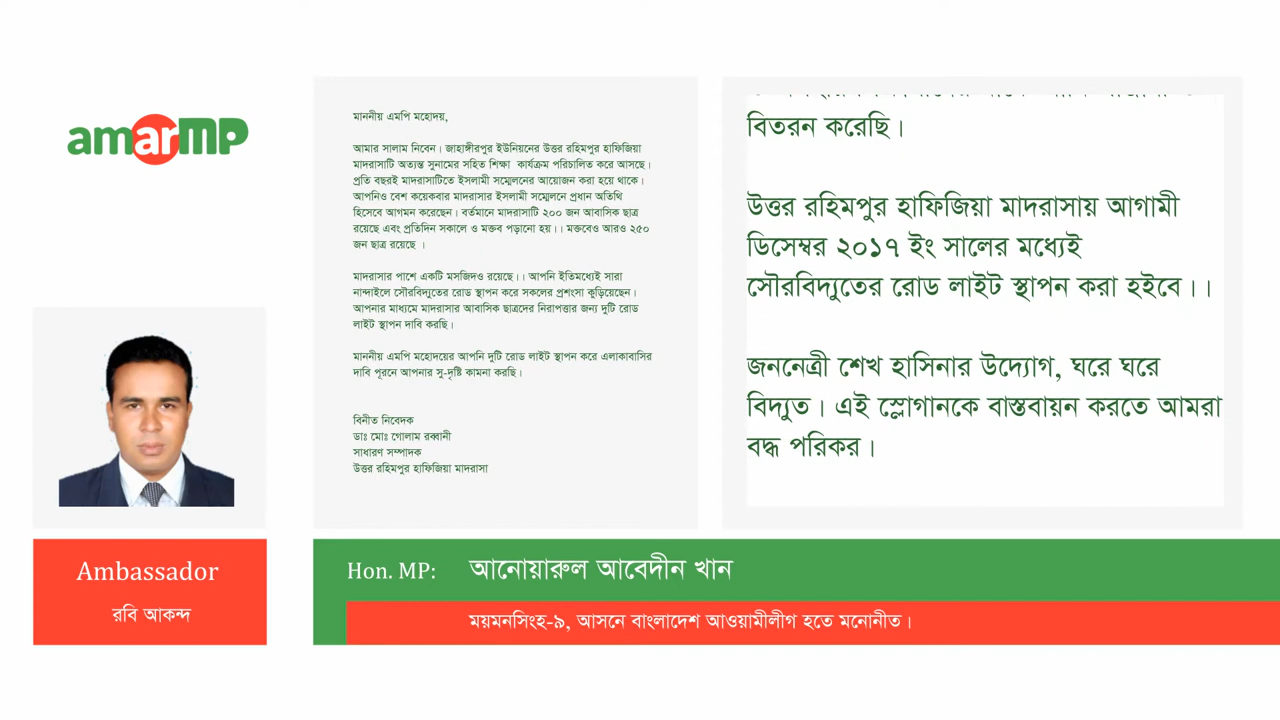 amarMP
মাননীয় এমপি মহোদয়,
আমার সালাম নিবেন। জাহাঙ্গীরপুর ইউনিয়নের উত্তর রহিমপুর হাফিজিয়া
মাদরাসাটি অত্যন্ত সুনামের সহিত শিক্ষা কার্যক্রম পরিচালিত করে আসছে।
প্রতি বছরই মাদরাসাটিতে ইসলামী সম্মেলনের আয়োজন করা হয়ে থাকে।
আপনিও বেশ কয়েকবার মাদরাসার ইসলামী সম্মেলনে প্রধান অতিথি
হিসেবে আগমন করেছেন। বর্তমানে মাদরাসাটি ২০০ জন আবাসিক ছাত্র
রয়েছে এবং প্রতিদিন সকালে ও মক্তব পড়ানো হয়।। মক্তবেও আরও ২৫০
জন ছাত্র রয়েছে ।
মাদরাসার পাশে একটি মসজিদও রয়েছে।। আপনি ইতিমধ্যেই সারা
নান্দাইলে সৌরবিদ্যুতের রোড স্থাপন করে সকলের প্রশংসা কুড়িয়েছেন।
আপনার মাধ্যমে মাদরাসার আবাসিক ছাত্রদের নিরাপত্তার জন্য দুটি রোড
লাইট স্থাপন দাবি করছি।
মাননীয় এমপি মহোদয়ের আপনি দুটি রোড লাইট স্থাপন করে এলাকাবাসির
দাবি পূরনে আপনার সু-দৃষ্টি কামনা করছি।
বিনীত নিবেদক
ডাঃ মোঃ গোলাম রব্বানী
সাধারণ সম্পাদক
উত্তর রহিমপুর হাফিজিয়া মাদরাসা
বিতরন করেছি।
উত্তর রহিমপুর হাফিজিয়া মাদরাসায় আগামী
ডিসেম্বর ২০১৭ ইং সালের মধ্যেই
সৌরবিদ্যুতের রোড লাইট স্থাপন করা হইবে।।
জননেত্রী শেখ হাসিনার উদ্যোগ, ঘরে ঘরে
বিদ্যুত। এই স্লোগানকে বাস্তবায়ন করতে আমরা
বদ্ধ পরিকর।
Ambassador
রবি আকন্দ
Hon. MP: আনোয়ারুল আবেদীন খান
ময়মনসিংহ-৯, আসনে বাংলাদেশ আওয়ামীলীগ হতে মনোনীত।